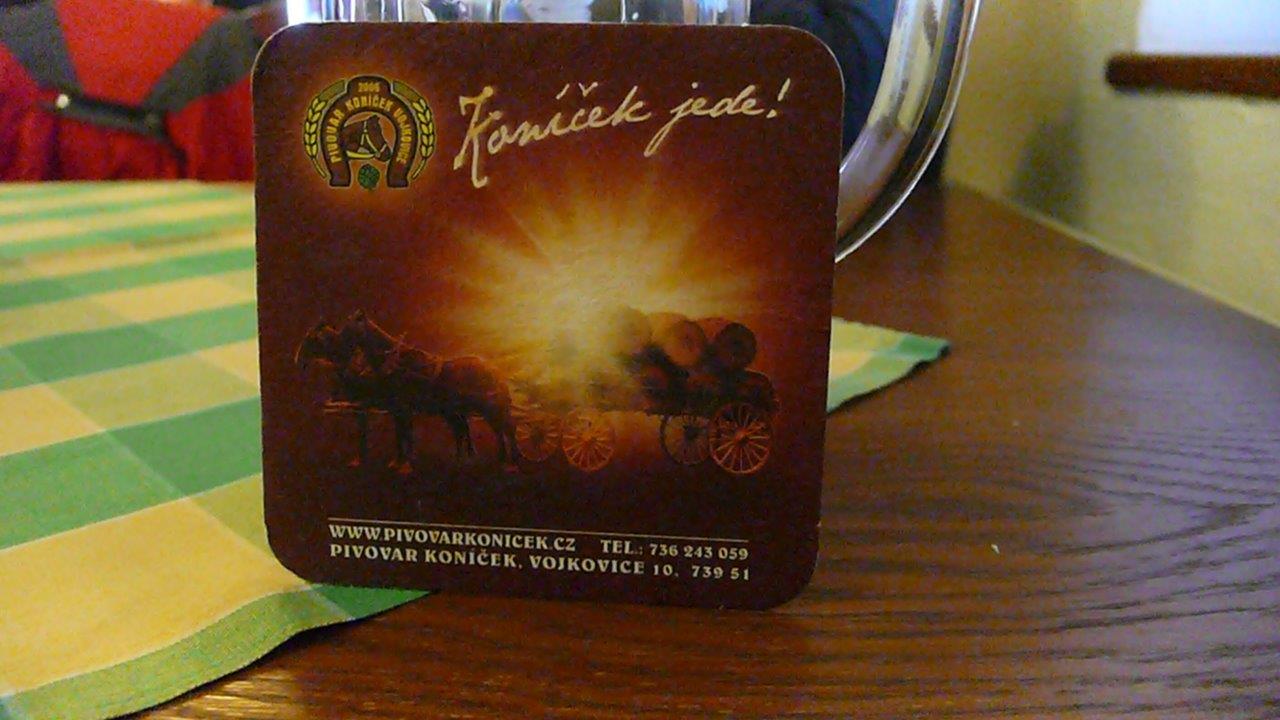 2006
PIVOVAR KONÍČEK VOJKOVICE
Koníček jede!
WWW.PIVOVARKONICEK.CZ TEL.: 736 243 059
PIVOVAR KONÍČEK, VOJKOVICE 10, 739 51